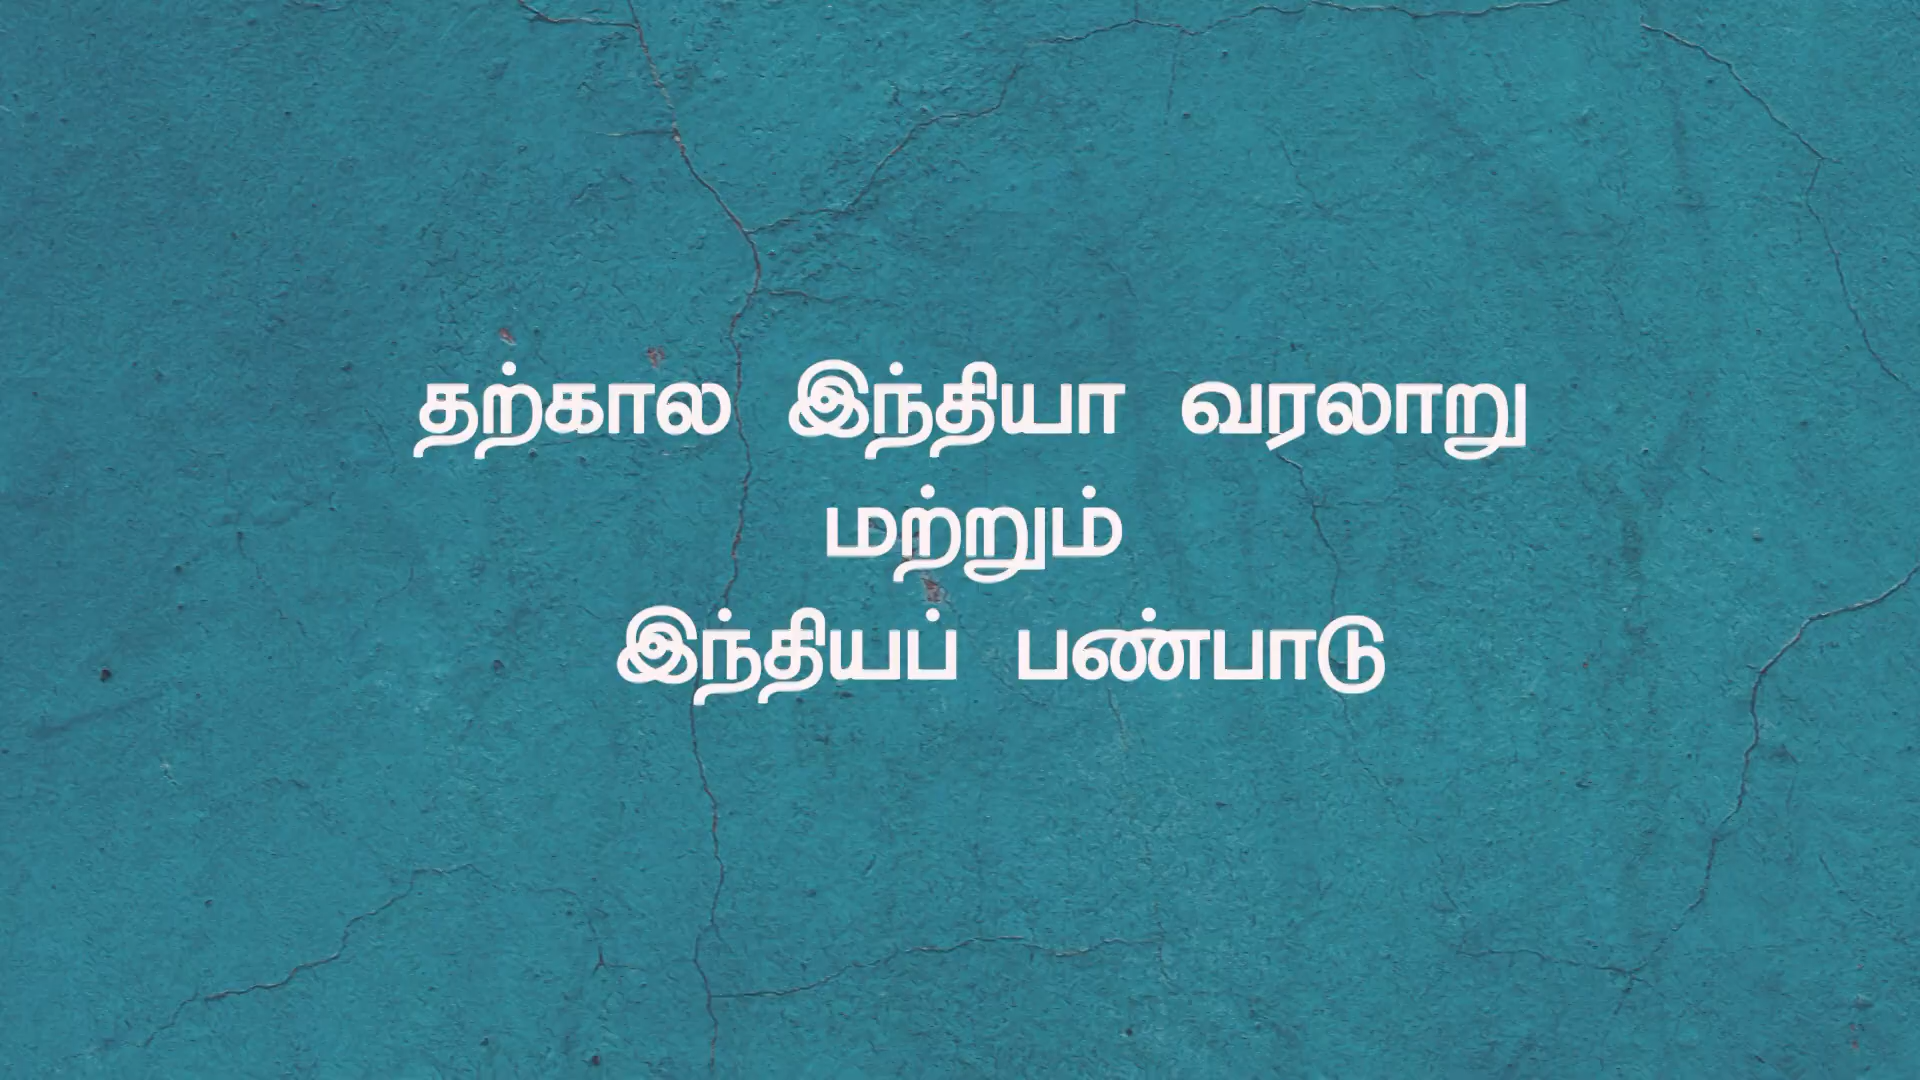 தற்கால இந்தியா வரலாறு
மற்றும்
இந்தியப் பண்பாடு